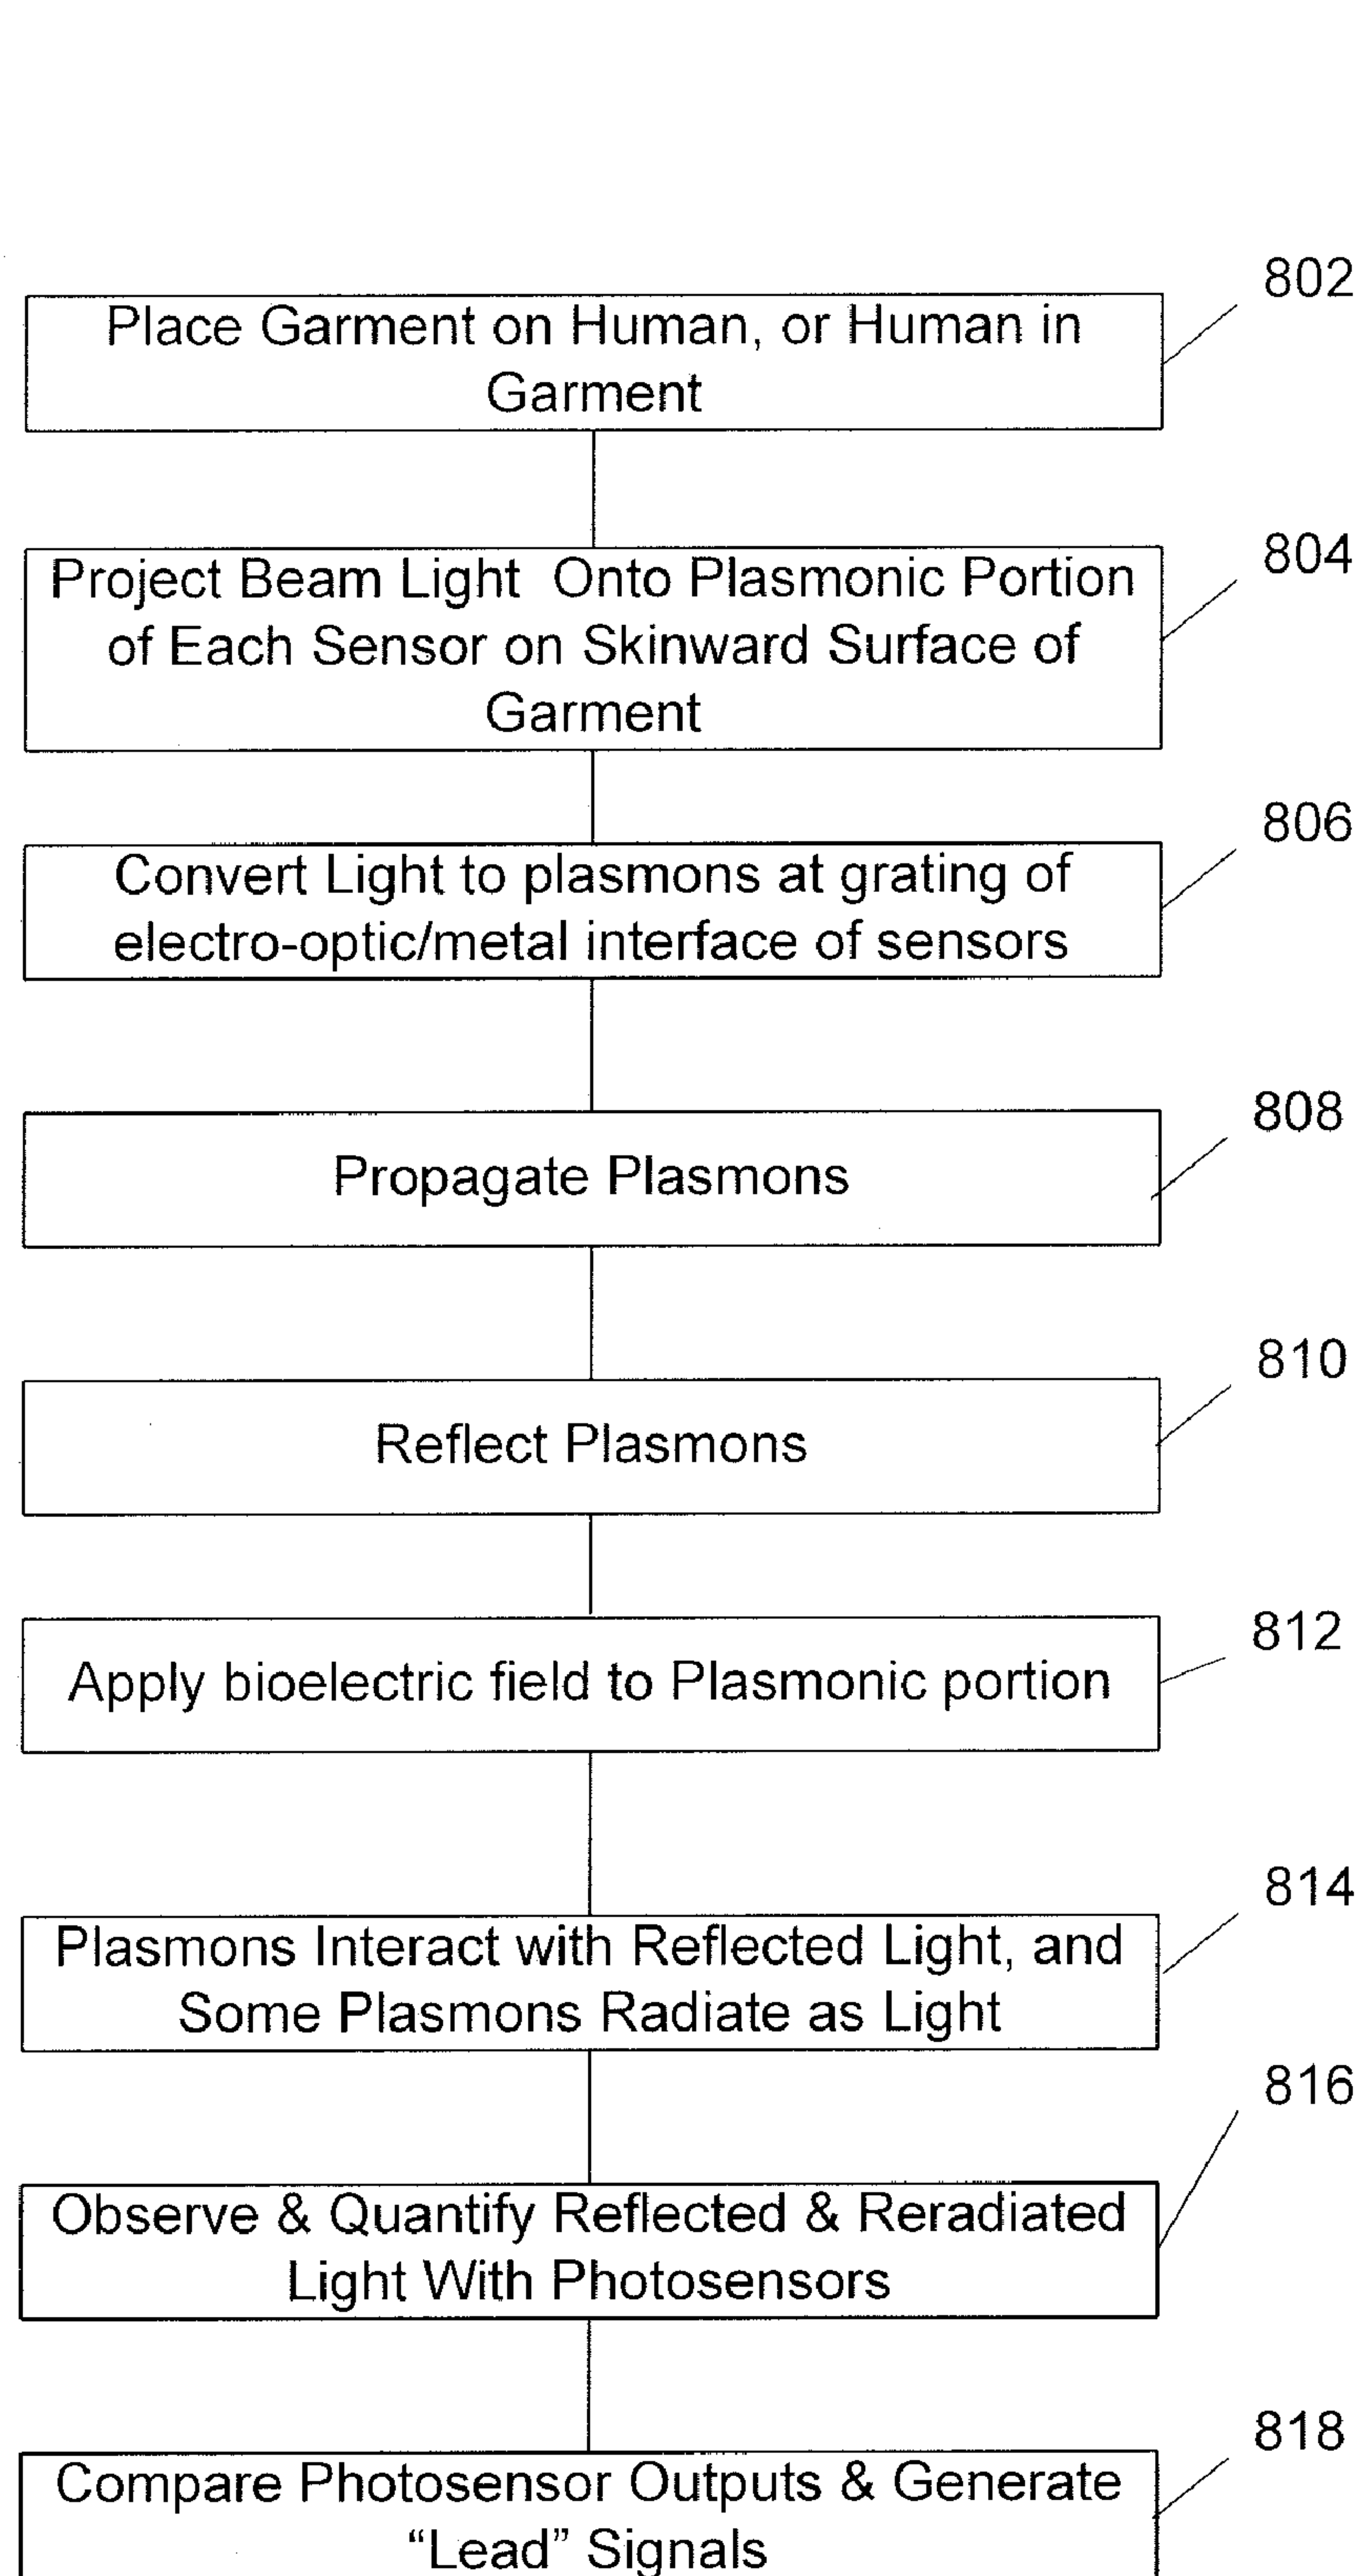 802
Place Garment on Human, or Human in
Garment
804
Project Beam Light Onto Plasmonic Portion
of Each Sensor on Skinward Surface of
Garment
806
Convert Light to plasmons at grating of
electro-optic/metal interface of sensors
808
Propagate Plasmons
810
Reflect Plasmons
812
Apply bioelectric field to Plasmonic portion
814
Plasmons Interact with Reflected Light, and
Some Plasmons Radiate as Light
816
Observe & Quantify Reflected & Reradiated
Light With Photosensors
818
Compare Photosensor Outputs & Generate
“Lead” Signals